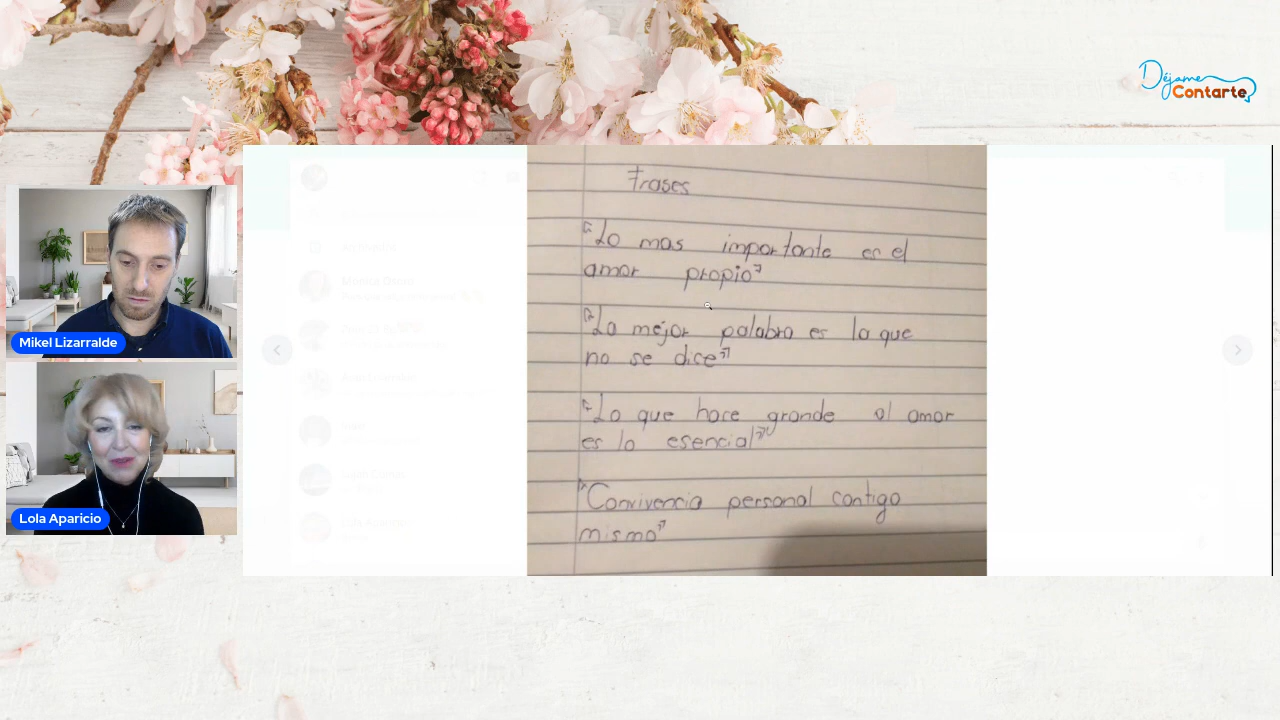 Déjame
Contarte
Frases
"Lo mas importante es el
amor propio"
"La mejor palabra es la que
no se dice"
"Lo que hace grande al amor
es lo esencial"
"Convivencia personal contigo
mismo"
Mikel Lizarralde
Lola Aparicio